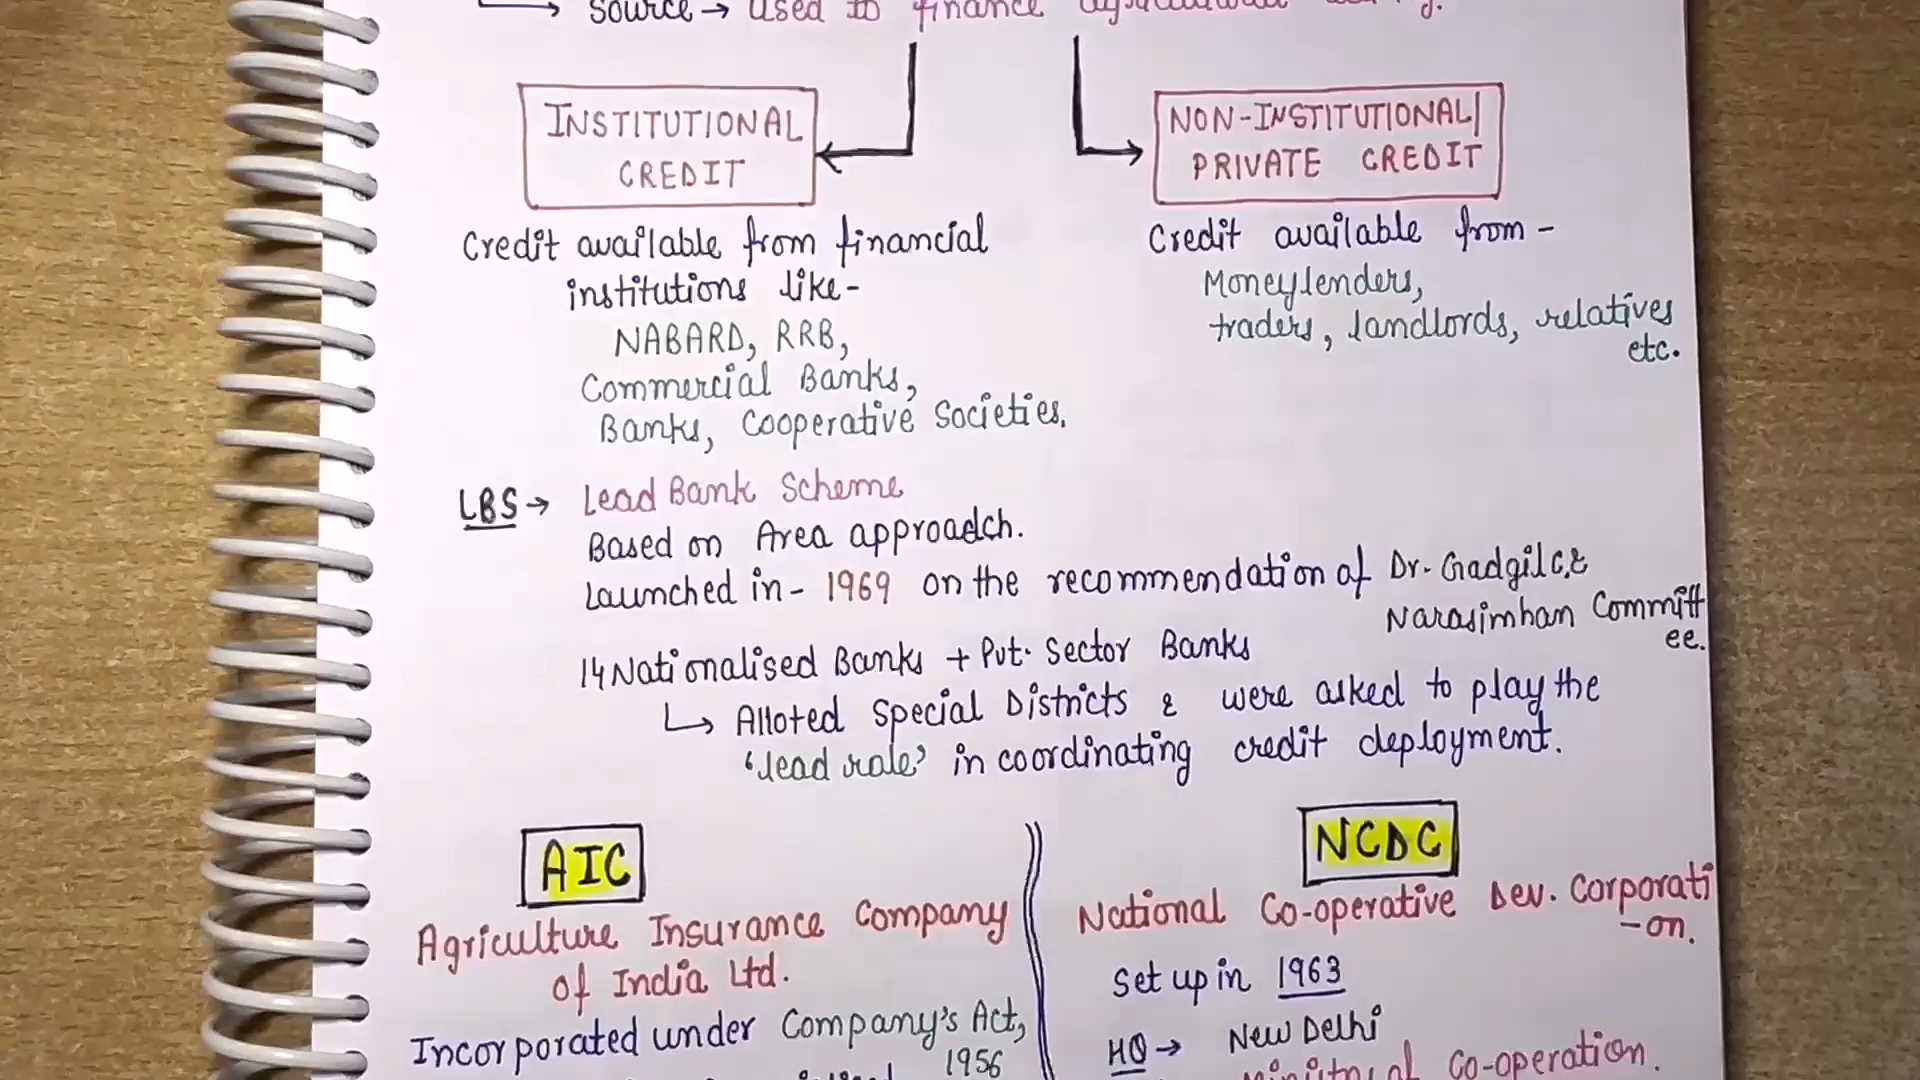 source → used to finance
INSTITUTIONAL
CREDIT
Credit available from financial
institutions like-
NABARD, RRB,
Commercial Banks,
Banks, Cooperative Societies.
NON-INSTITUTIONAL/
PRIVATE CREDIT
Credit available from -
Moneylenders,
traders, landlords, relatives
etc.
LBS → Lead Bank Scheme
Based on Area approadch.
Launched in - 1969 on the recommendation of Dr. Gadgil C, &
Narasimhan Committ
ee.
14 Nationalised Banks + Pvt. Sector Banks
↳ Alloted Special Districts & were asked to play the
'lead role' in coordinating credit deployment.
AIC
Agriculture Insurance Company
of India Ltd.
Incorporated under Company's Act,
1956
NCDC
National Co-operative Dev. Corporati
-on.
Set up in 1963
HQ → New Delhi
Co-operation.